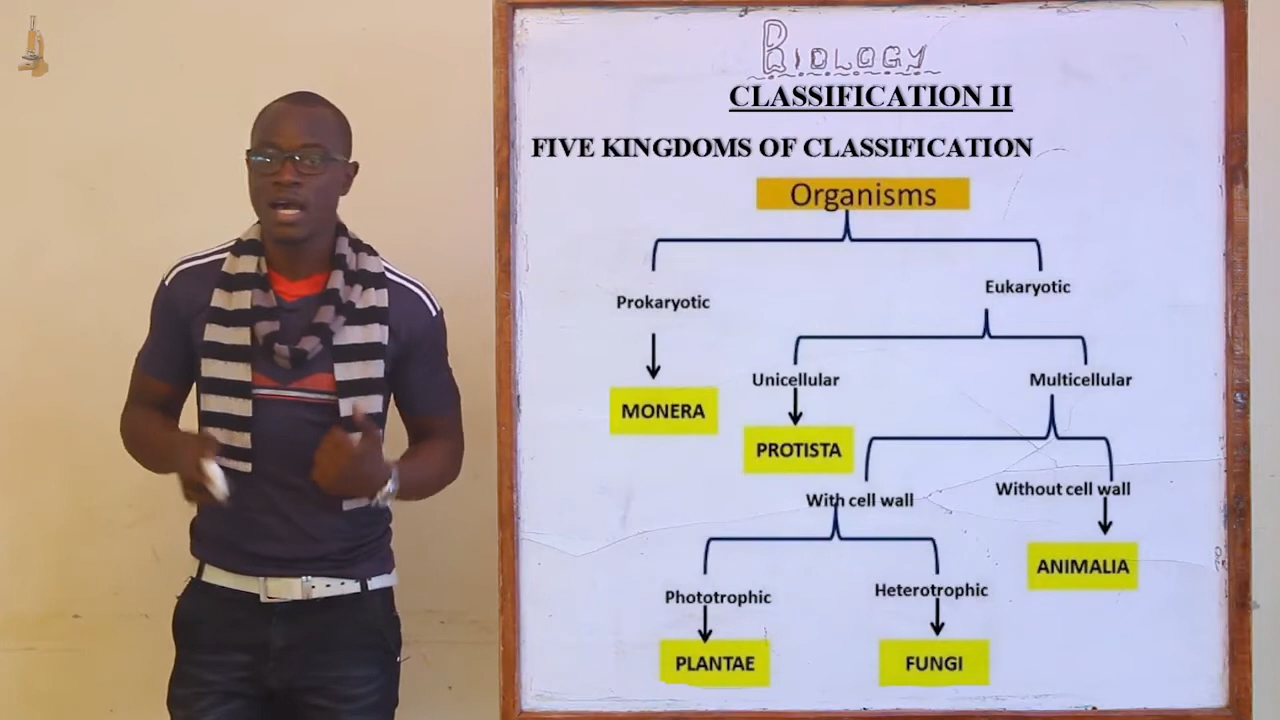 BIOLOGY
CLASSIFICATION II
FIVE KINGDOMS OF CLASSIFICATION
Organisms
Prokaryotic
Eukaryotic
MONERA
Unicellular
Multicellular
PROTISTA
With cell wall
Without cell wall
ANIMALIA
Phototrophic
Heterotrophic
PLANTAE
FUNGI